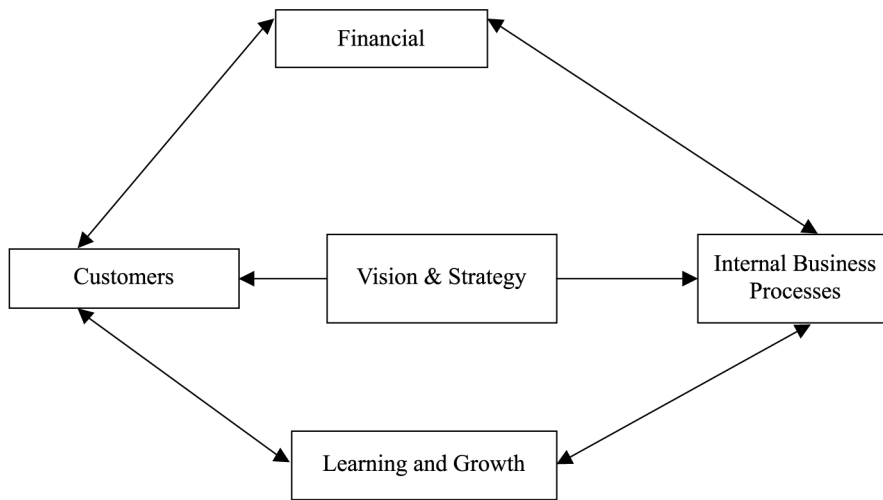 Financial
Customers
Vision & Strategy
Internal Business
Processes
Learning and Growth